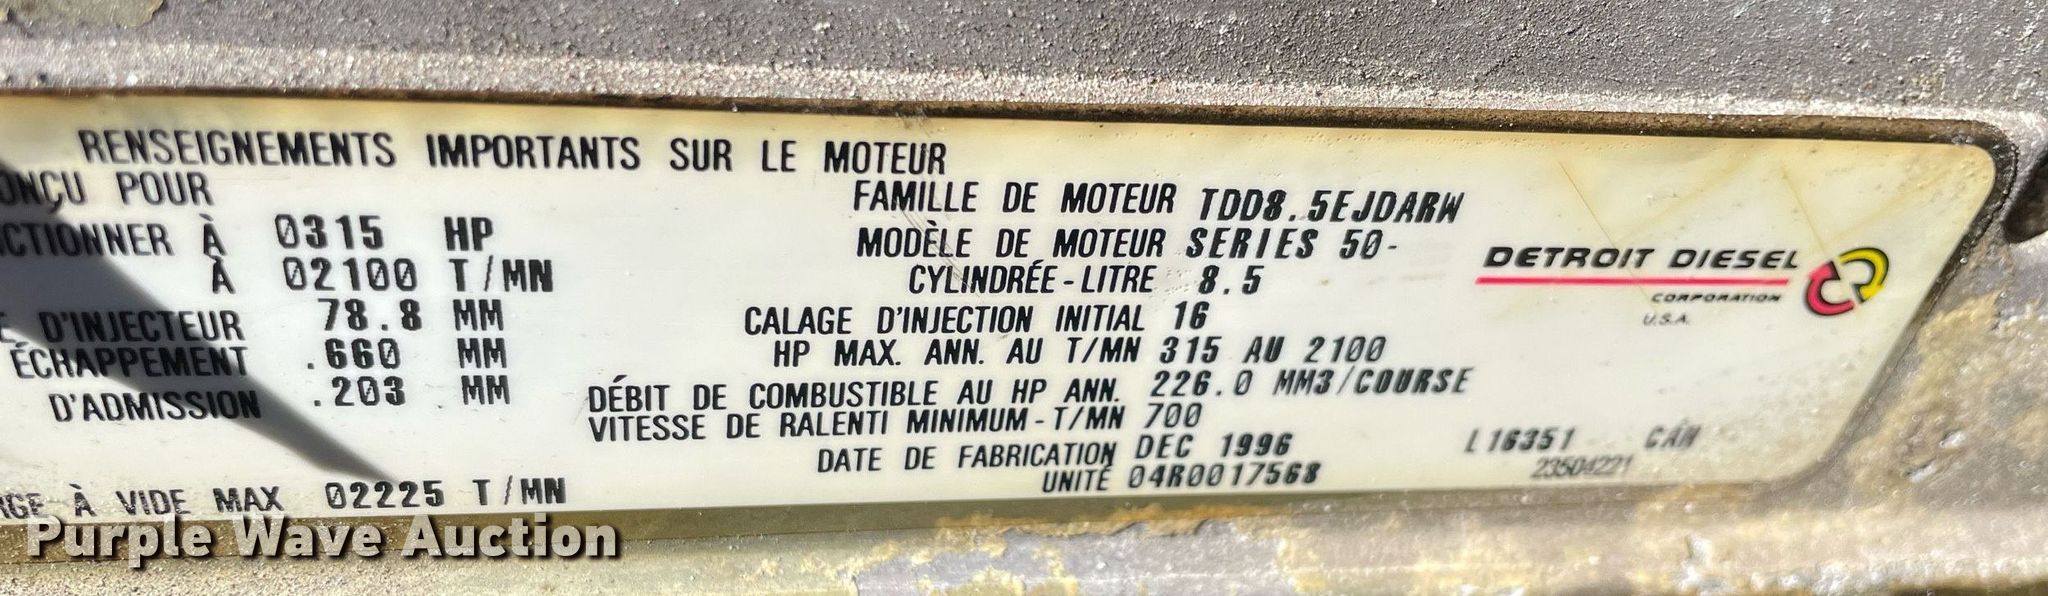 RENSEIGNEMENTS IMPORTANTS SUR LE MOTEUR
POUR
À 0315 HP
À 02100 T/MN
D'INJECTEUR 78.8 MM
ÉCHAPPEMENT .660 MM
D'ADMISSION .203 MM
À VIDE MAX 02225 T/MN
FAMILLE DE MOTEUR TDD8.5EJDARW
MODÈLE DE MOTEUR SERIES 50-
CYLINDRÉE-LITRE 8.5
CALAGE D'INJECTION INITIAL 16
HP MAX. ANN. AU T/MN 315 AU 2100
DÉBIT DE COMBUSTIBLE AU HP ANN. 226.0 MM3/COURSE
VITESSE DE RALENTI MINIMUM-T/MN 700
DATE DE FABRICATION DEC 1996
UNITÉ 04R0017568
DETROIT DIESEL
CORPORATION
U.S.A.
L16351 CAN
23504221
Purple Wave Auction